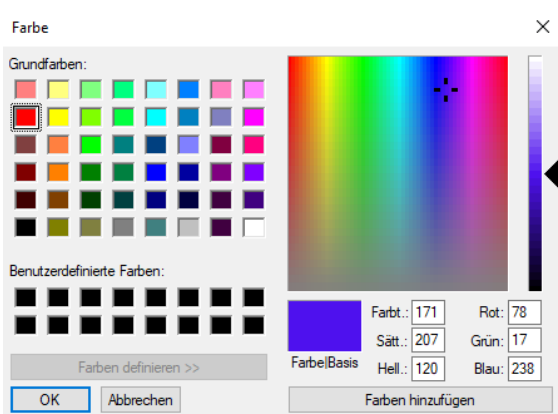 Farbe
Grundfarben:
Benutzerdefinierte Farben:
Farben definieren >>
OK Abbrechen
Farbe|Basis
Farbt.: 171 Rot: 78
Sätt.: 207 Grün: 17
Hell.: 120 Blau: 238
Farben hinzufügen